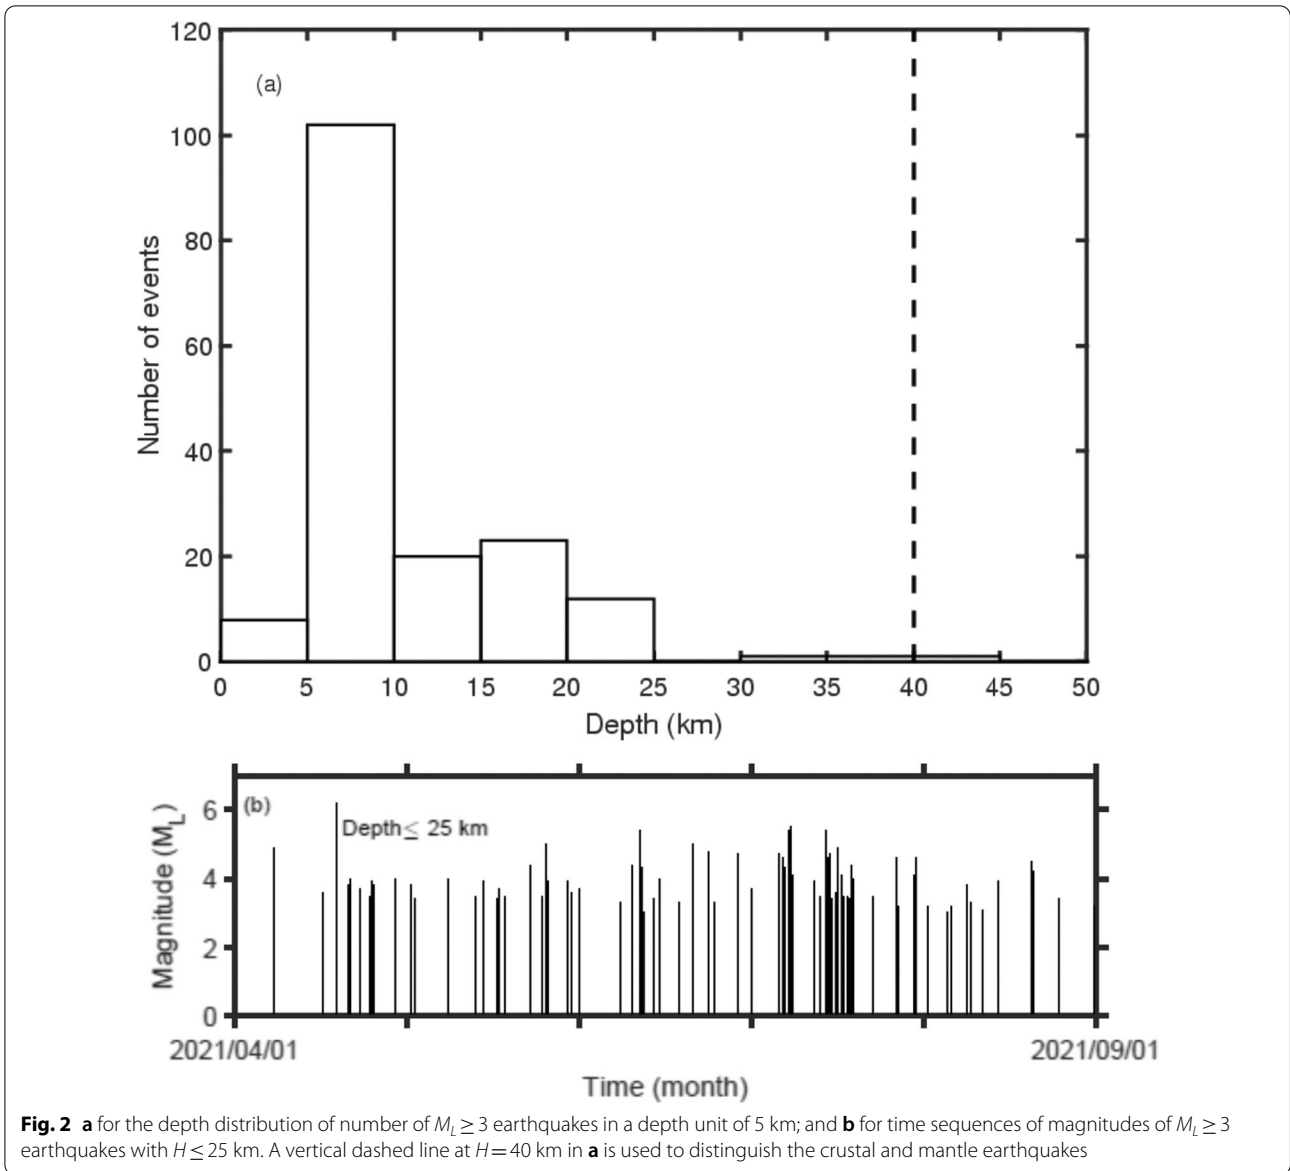 120
(a)
100
80
60
40
20
0
Number of events
0 5 10 15 20 25 30 35 40 45 50
Depth (km)
(b)
Depth≤ 25 km
6
4
2
0
Magnitude (M_L)
2021/04/01 2021/09/01
Time (month)
Fig. 2 a for the depth distribution of number of M_L ≥ 3 earthquakes in a depth unit of 5 km; and b for time sequences of magnitudes of M_L ≥ 3
earthquakes with H ≤ 25 km. A vertical dashed line at H = 40 km in a is used to distinguish the crustal and mantle earthquakes